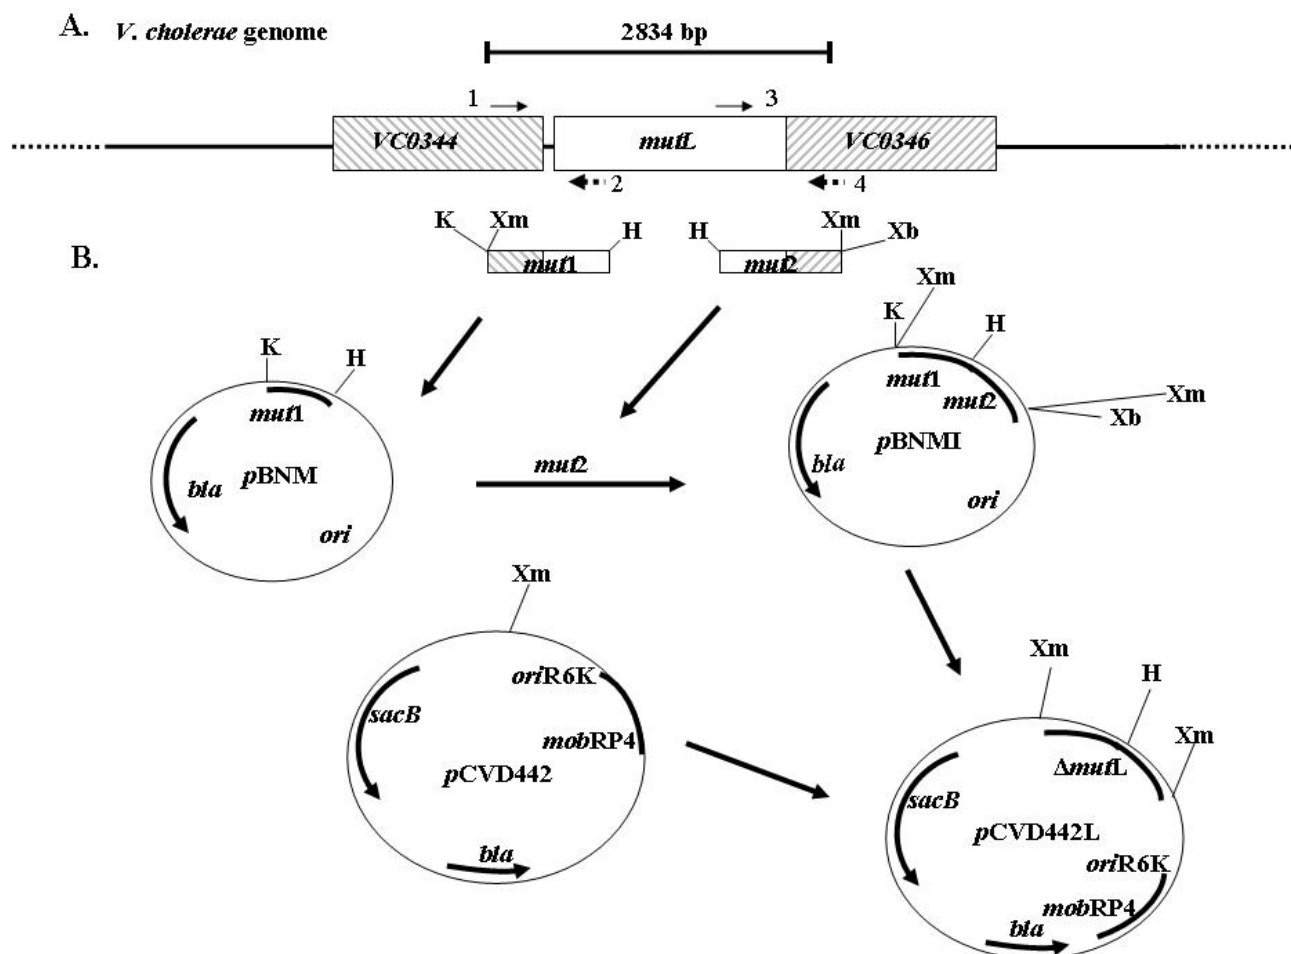 A. V. cholerae genome
2834 bp
1
3
VC0344
mutL
VC0346
2
4
B.
K
Xm
H
mut1
H
Xm
Xb
mut2
K
H
mut1
bla
pBNM
ori
mut2
K
Xm
H
mut1
mut2
Xm
Xb
pBNMI
bla
ori
Xm
oriR6K
sacB
mobRP4
pCVD442
bla
Xm
H
Xm
ΔmutL
sacB
pCVD442L
oriR6K
mobRP4
bla